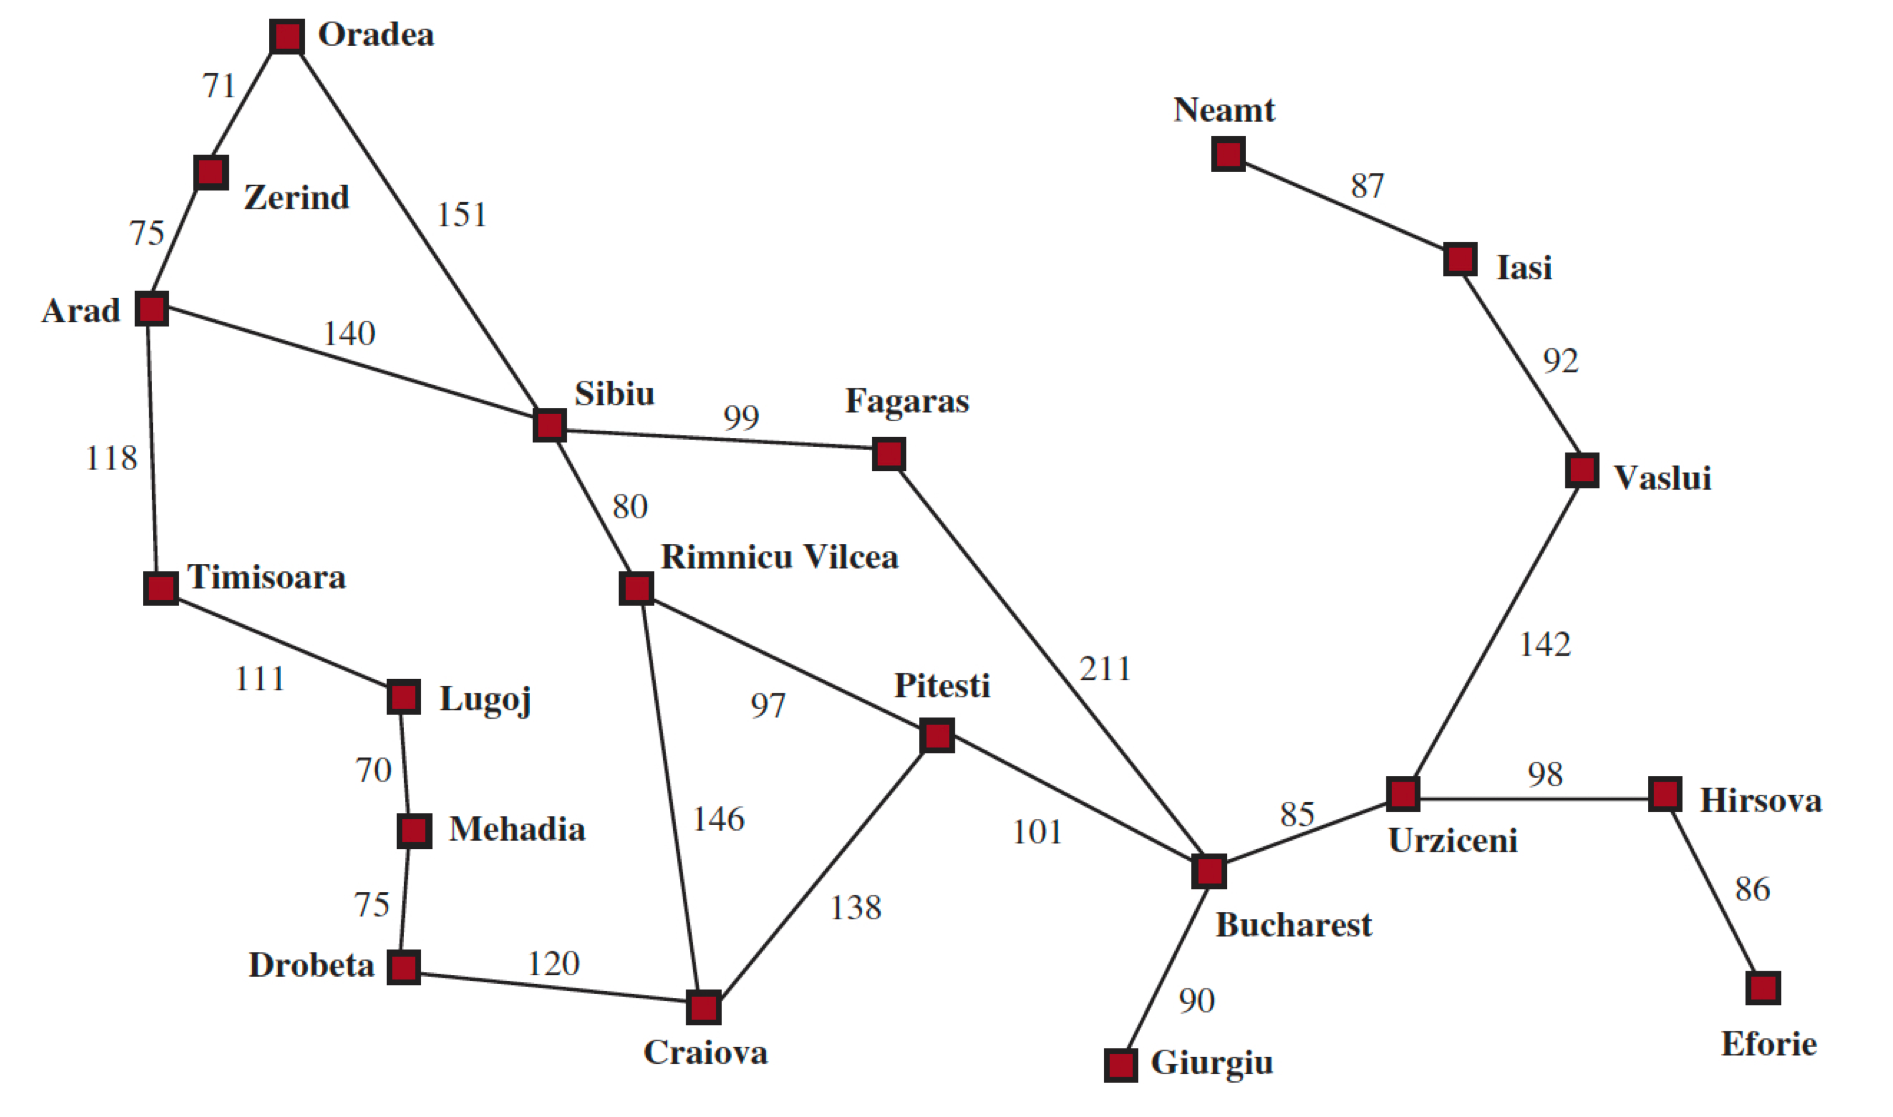 Oradea
71
Neamt
87
Zerind
151
75
Iasi
Arad
140
92
Sibiu
99
Fagaras
118
Vaslui
80
Rimnicu Vilcea
Timisoara
142
211
111
Lugoj
97
Pitesti
70
98
Hirsova
146
101
85
Mehadia
Urziceni
86
75
138
Bucharest
Drobeta
120
90
Craiova
Giurgiu
Eforie